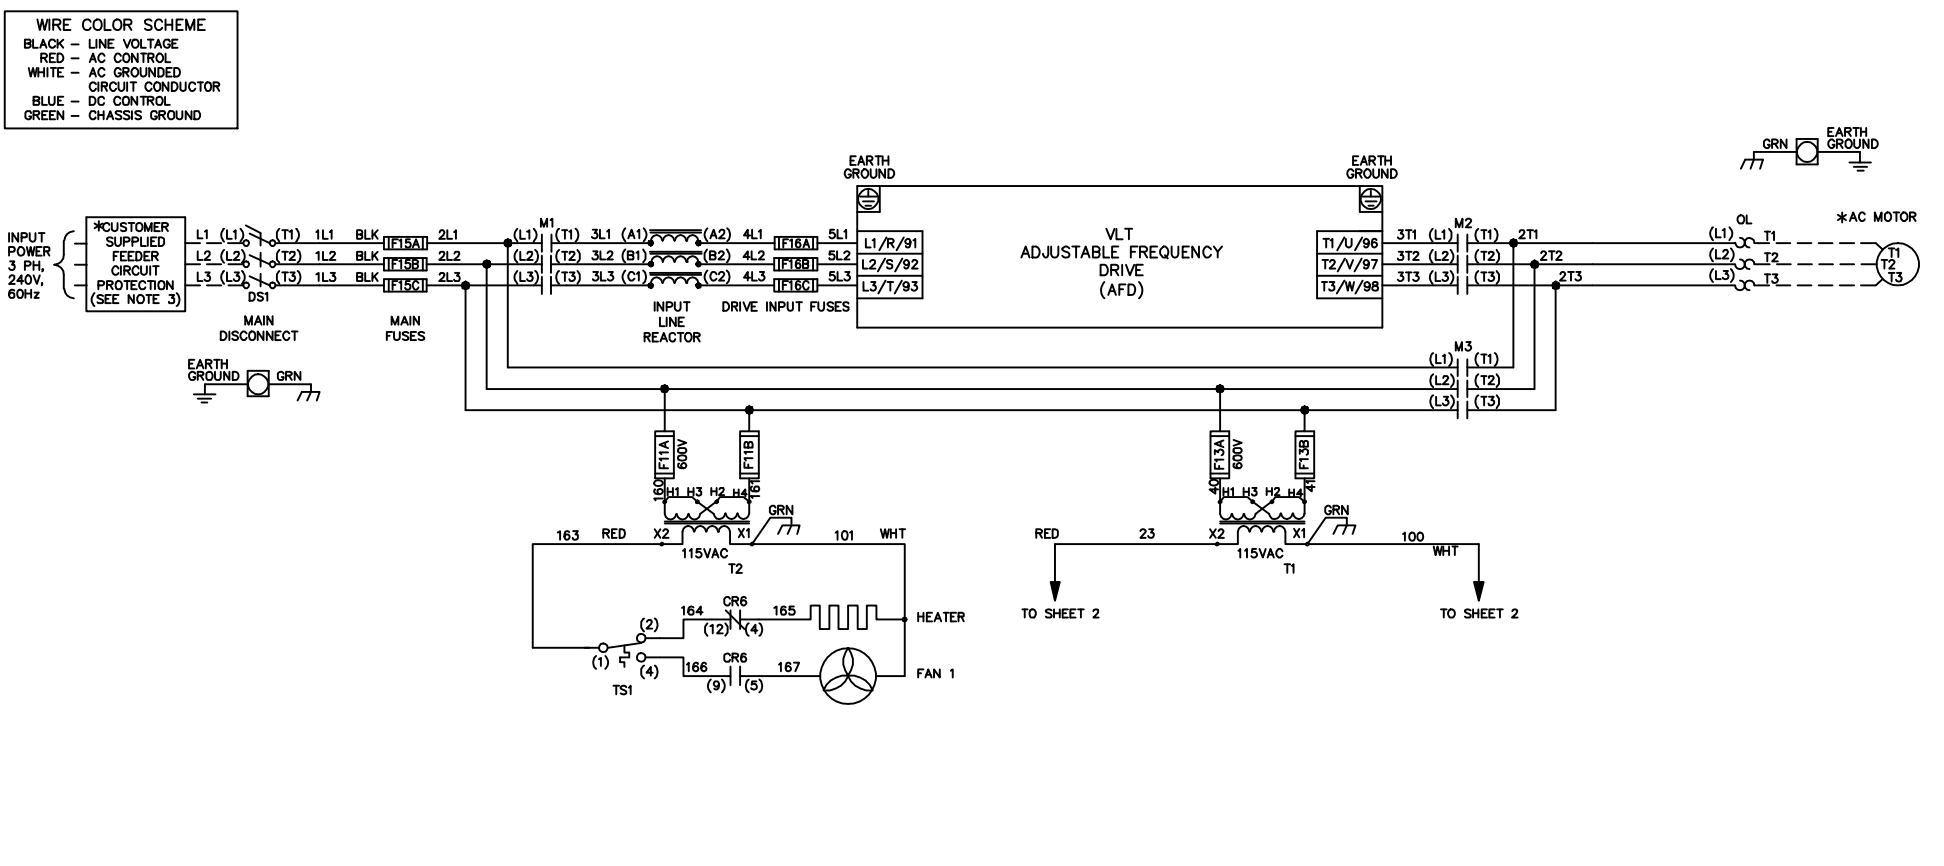 WIRE COLOR SCHEME
BLACK – LINE VOLTAGE
RED – AC CONTROL
WHITE – AC GROUNDED
CIRCUIT CONDUCTOR
BLUE – DC CONTROL
GREEN – CHASSIS GROUND
INPUT
POWER
3 PH,
240V,
60Hz
*CUSTOMER
SUPPLIED
FEEDER
CIRCUIT
PROTECTION
(SEE NOTE 3)
L1 (L1) (T1) 1L1 BLK F15A 2L1
L2 (L2) (T2) 1L2 BLK F15B 2L2
L3 (L3) (T3) 1L3 BLK F15C 2L3
DS1
MAIN
DISCONNECT
MAIN
FUSES
EARTH
GROUND
GRN
M1
(L1) (T1) 3L1 (A1) (A2) 4L1 F16A 5L1
(L2) (T2) 3L2 (B1) (B2) 4L2 F16B 5L2
(L3) (T3) 3L3 (C1) (C2) 4L3 F16C 5L3
INPUT
LINE
REACTOR
DRIVE INPUT FUSES
EARTH
GROUND
L1/R/91
L2/S/92
L3/T/93
VLT
ADJUSTABLE FREQUENCY
DRIVE
(AFD)
EARTH
GROUND
T1/U/96
T2/V/97
T3/W/98
M2
3T1 (L1) (T1) 2T1
3T2 (L2) (T2) 2T2
3T3 (L3) (T3) 2T3
M3
(L1) (T1)
(L2) (T2)
(L3) (T3)
GRN
EARTH
GROUND
OL
(L1) T1
(L2) T2
(L3) T3
*AC MOTOR
T1
T2
T3
F11A
600V
F11B
160
H1 H3 H2 H4
161
GRN
163 RED X2 X1 101 WHT
115VAC
T2
164 CR6 165
(12) (4)
HEATER
(2)
(1)
(4)
TS1
166 CR6 167
(9) (5)
FAN 1
F13A
600V
F13B
40
H1 H3 H2 H4
41
GRN
RED 23 X2 X1 100
WHT
115VAC
T1
TO SHEET 2
TO SHEET 2